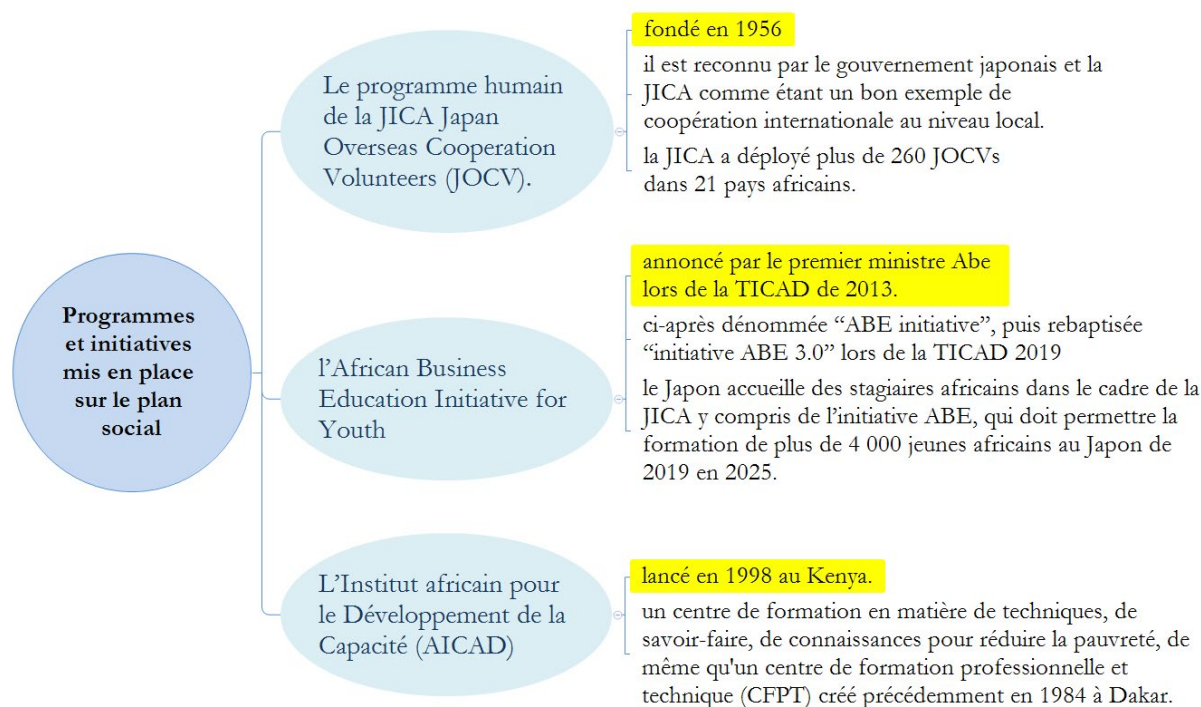 Programmes
et initiatives
mis en place
sur le plan
social
Le programme humain
de la JICA Japan
Overseas Cooperation
Volunteers (JOCV).
fondé en 1956
il est reconnu par le gouvernement japonais et la
JICA comme étant un bon exemple de
coopération internationale au niveau local.
la JICA a déployé plus de 260 JOCVs
dans 21 pays africains.
l’African Business
Education Initiative for
Youth
annoncé par le premier ministre Abe
lors de la TICAD de 2013.
ci-après dénommée “ABE initiative”, puis rebaptisée
“initiative ABE 3.0” lors de la TICAD 2019
le Japon accueille des stagiaires africains dans le cadre de la
JICA y compris de l’initiative ABE, qui doit permettre la
formation de plus de 4 000 jeunes africains au Japon de
2019 en 2025.
L’Institut africain pour
le Développement de la
Capacité (AICAD)
lancé en 1998 au Kenya.
un centre de formation en matière de techniques, de
savoir-faire, de connaissances pour réduire la pauvreté, de
même qu'un centre de formation professionnelle et
technique (CFPT) créé précédemment en 1984 à Dakar.